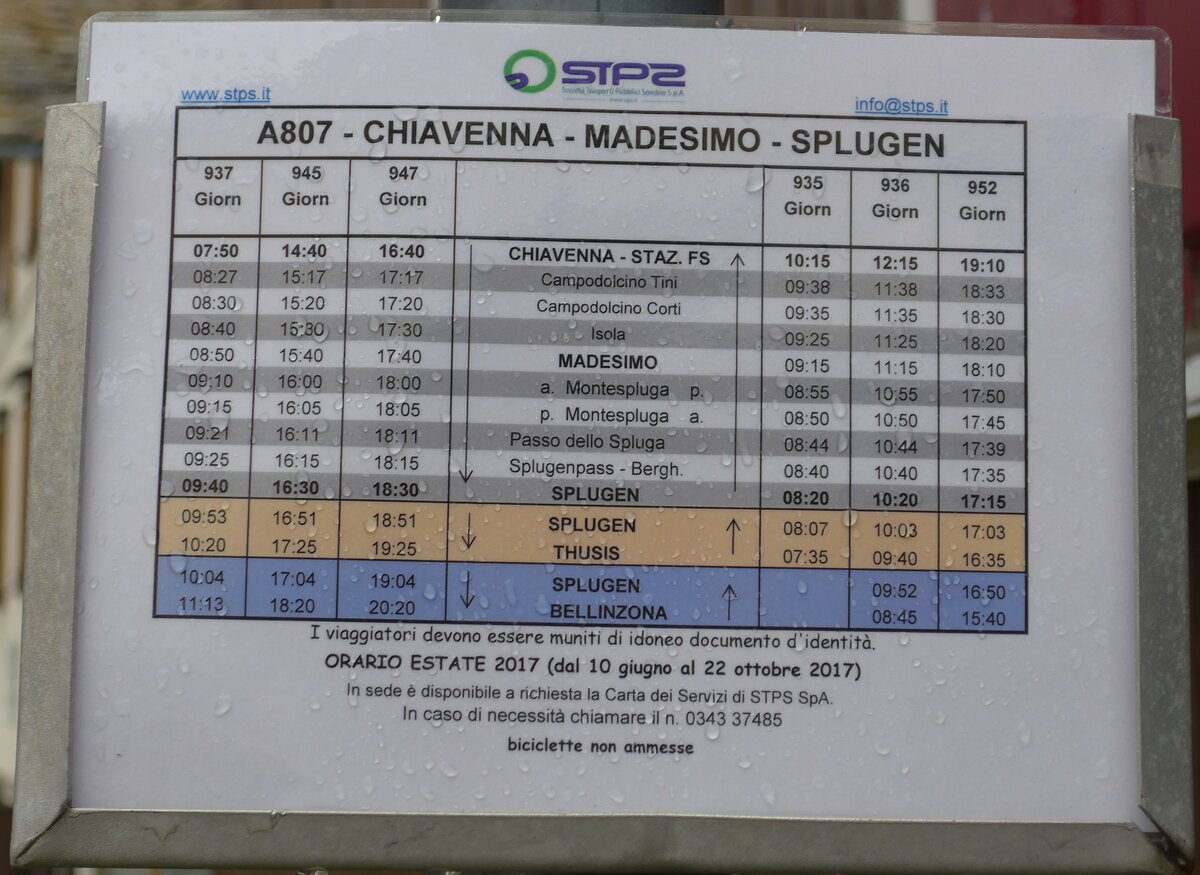 STPS
Società Trasporti Pubblici Sondrio S.p.A.
www.stps.it
www.stps.it info@stps.it
A807 - CHIAVENNA - MADESIMO - SPLUGEN
937 945 947 935 936 952
Giorn Giorn Giorn Giorn Giorn Giorn
07:50 14:40 16:40 CHIAVENNA - STAZ. FS 10:15 12:15 19:10
08:27 15:17 17:17 Campodolcino Tini 09:38 11:38 18:33
08:30 15:20 17:20 Campodolcino Corti 09:35 11:35 18:30
08:40 15:30 17:30 Isola 09:25 11:25 18:20
08:50 15:40 17:40 MADESIMO 09:15 11:15 18:10
09:10 16:00 18:00 a. Montespluga p. 08:55 10:55 17:50
09:15 16:05 18:05 p. Montespluga a. 08:50 10:50 17:45
09:21 16:11 18:11 Passo dello Spluga 08:44 10:44 17:39
09:25 16:15 18:15 Splugenpass - Bergh. 08:40 10:40 17:35
09:40 16:30 18:30 SPLUGEN 08:20 10:20 17:15
09:53 16:51 18:51 SPLUGEN 08:07 10:03 17:03
10:20 17:25 19:25 THUSIS 07:35 09:40 16:35
10:04 17:04 19:04 SPLUGEN 09:52 16:50
11:13 18:20 20:20 BELLINZONA 08:45 15:40
I viaggiatori devono essere muniti di idoneo documento d'identità.
ORARIO ESTATE 2017 (dal 10 giugno al 22 ottobre 2017)
In sede è disponibile a richiesta la Carta dei Servizi di STPS SpA.
In caso di necessità chiamare il n. 0343 37485
biciclette non ammesse